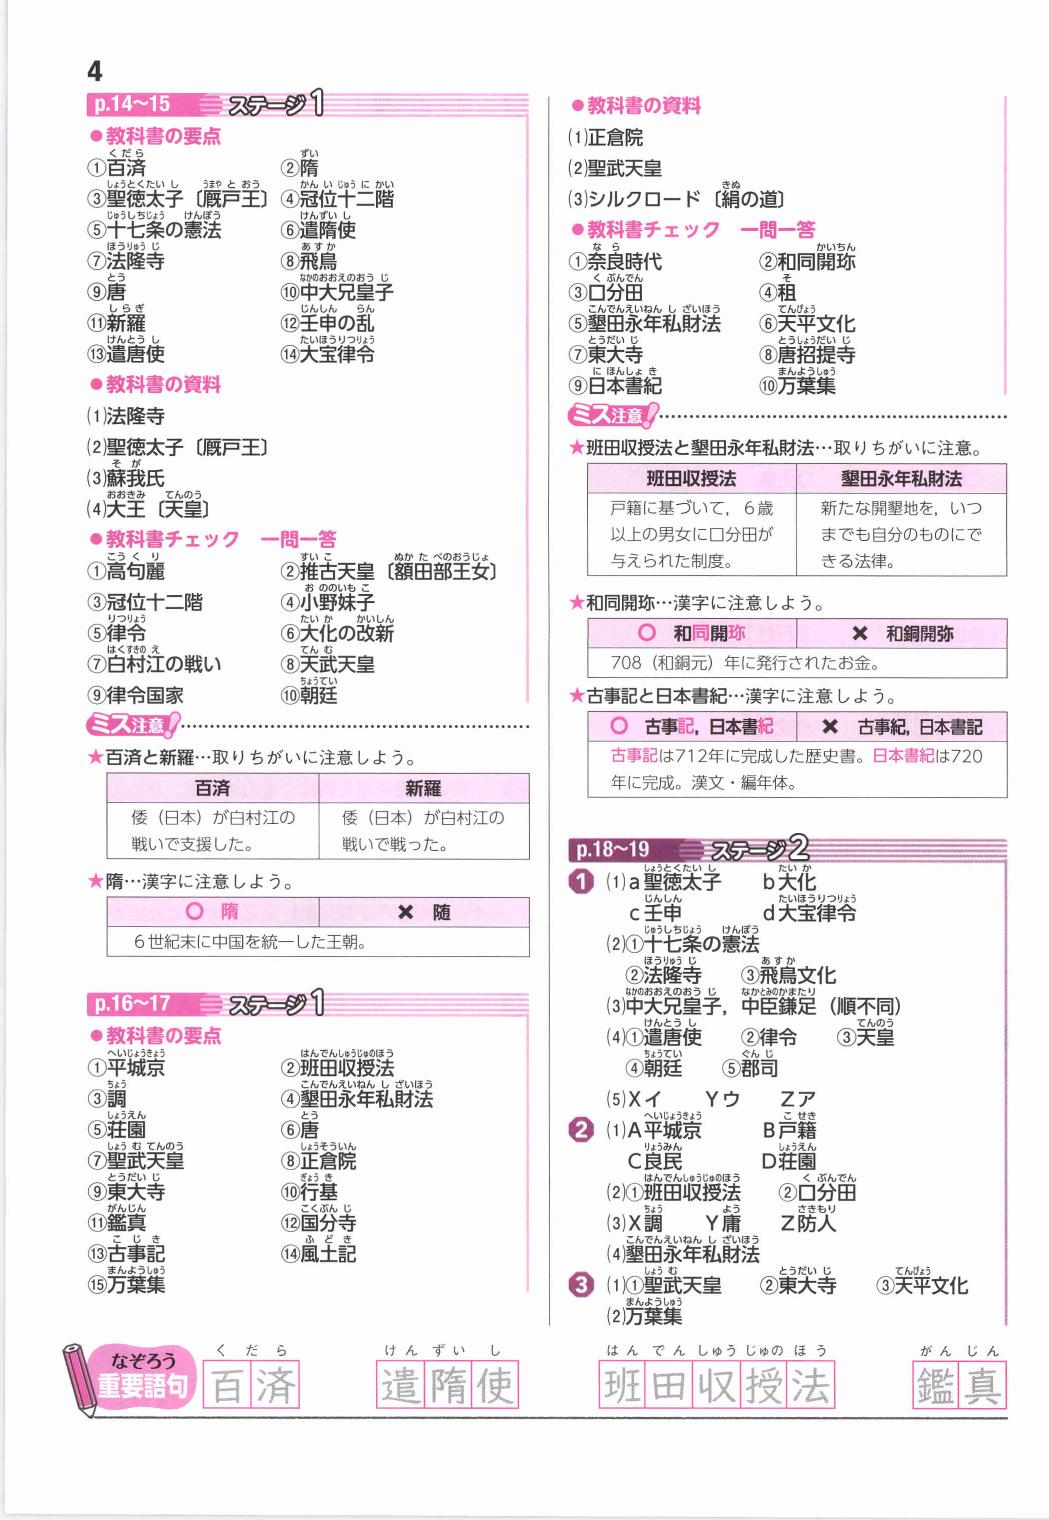 4
p.14〜15 ステージ1
●教科書の要点
くだら ずい
①百済 ②隋
しょうとくたいし うまやとおう かんいじゅうにかい
③聖徳太子〔厩戸王〕 ④冠位十二階
じゅうしちじょう けんぽう けんずいし
⑤十七条の憲法 ⑥遣隋使
ほうりゅうじ あすか
⑦法隆寺 ⑧飛鳥
とう なかのおおえのおうじ
⑨唐 ⑩中大兄皇子
しらぎ じんしん らん
⑪新羅 ⑫壬申の乱
けんとうし たいほうりつりょう
⑬遣唐使 ⑭大宝律令
●教科書の資料
⑴法隆寺
⑵聖徳太子〔厩戸王〕
そが
⑶蘇我氏
おおきみ てんのう
⑷大王〔天皇〕
●教科書チェック 一問一答
こうくり すいこ ぬかたべのおうじょ
①高句麗 ②推古天皇〔額田部王女〕
おののいもこ
③冠位十二階 ④小野妹子
りつりょう たいか かいしん
⑤律令 ⑥大化の改新
はくすきのえ てんむ
⑦白村江の戦い ⑧天武天皇
ちょうてい
⑨律令国家 ⑩朝廷
ミス注意!
★百済と新羅…取りちがいに注意しよう。
百済 新羅
倭（日本）が白村江の 倭（日本）が白村江の
戦いで支援した。 戦いで戦った。
★隋…漢字に注意しよう。
○ 隋 × 随
６世紀末に中国を統一した王朝。
p.16〜17 ステージ1
●教科書の要点
へいじょうきょう はんでんしゅうじゅのほう
①平城京 ②班田収授法
ちょう こんでんえいねんしざいほう
③調 ④墾田永年私財法
しょうえん とう
⑤荘園 ⑥唐
しょうむてんのう しょうそういん
⑦聖武天皇 ⑧正倉院
とうだいじ ぎょうき
⑨東大寺 ⑩行基
がんじん こくぶんじ
⑪鑑真 ⑫国分寺
こじき ふどき
⑬古事記 ⑭風土記
まんようしゅう
⑮万葉集
●教科書の資料
⑴正倉院
⑵聖武天皇
きぬ
⑶シルクロード〔絹の道〕
●教科書チェック 一問一答
なら かいちん
①奈良時代 ②和同開珎
くぶんでん そ
③口分田 ④租
こんでんえいねんしざいほう てんぴょう
⑤墾田永年私財法 ⑥天平文化
とうだいじ とうしょうだいじ
⑦東大寺 ⑧唐招提寺
にほんしょき まんようしゅう
⑨日本書紀 ⑩万葉集
ミス注意!
★班田収授法と墾田永年私財法…取りちがいに注意。
班田収授法 墾田永年私財法
戸籍に基づいて，６歳 新たな開墾地を，いつ
以上の男女に口分田が までも自分のものにで
与えられた制度。 きる法律。
★和同開珎…漢字に注意しよう。
○ 和同開珎 × 和銅開弥
708（和銅元）年に発行されたお金。
★古事記と日本書紀…漢字に注意しよう。
○ 古事記，日本書紀 × 古事紀，日本書記
古事記は712年に完成した歴史書。日本書紀は720
年に完成。漢文・編年体。
p.18〜19 ステージ2
しょうとくたいし たいか
❶ ⑴a聖徳太子 b大化
じんしん たいほうりつりょう
c壬申 d大宝律令
じゅうしちじょう けんぽう
⑵①十七条の憲法
ほうりゅうじ あすか
②法隆寺 ③飛鳥文化
なかのおおえのおうじ なかとみのかまたり
⑶中大兄皇子，中臣鎌足（順不同）
けんとうし てんのう
⑷①遣唐使 ②律令 ③天皇
ちょうてい ぐんじ
④朝廷 ⑤郡司
⑸Xイ Yウ Zア
へいじょうきょう こせき
❷ ⑴A平城京 B戸籍
りょうみん しょうえん
C良民 D荘園
はんでんしゅうじゅのほう くぶんでん
⑵①班田収授法 ②口分田
ちょう よう さきもり
⑶X調 Y庸 Z防人
こんでんえいねんしざいほう
⑷墾田永年私財法
しょうむ とうだいじ てんぴょう
❸ ⑴①聖武天皇 ②東大寺 ③天平文化
まんようしゅう
⑵万葉集
なぞろう
重要語句
くだら けんずいし はんでんしゅうじゅのほう がんじん
百済 遣隋使 班田収授法 鑑真